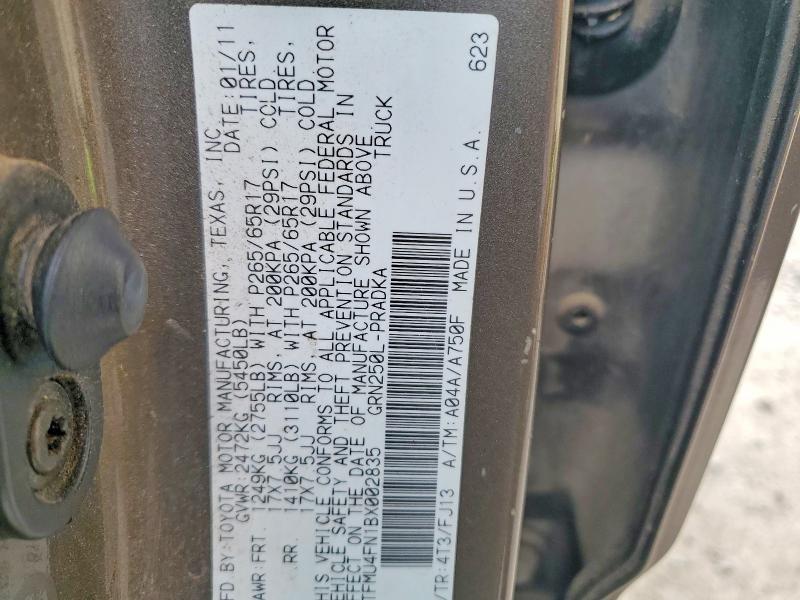 MFD BY:TOYOTA MOTOR MANUFACTURING, TEXAS, INC.
GVWR:2472KG (5450LB) DATE:01/11
GAWR:FRT. 1249KG (2755LB) WITH P265/65R17 TIRES,
17X7.5JJ RIMS, AT 200KPA (29PSI) COLD
RR. 1410KG (3110LB) WITH P265/65R17 TIRES,
17X7.5JJ RIMS, AT 200KPA (29PSI) COLD
THIS VEHICLE CONFORMS TO ALL APPLICABLE FEDERAL MOTOR
VEHICLE SAFETY AND THEFT PREVENTION STANDARDS IN
EFFECT ON THE DATE OF MANUFACTURE SHOWN ABOVE.
TFMU4FN1BX002835 GRN250L-PRADKA TRUCK
/TR:4T3/FJ13 A/TM:A04A/A750F MADE IN U.S.A. 623